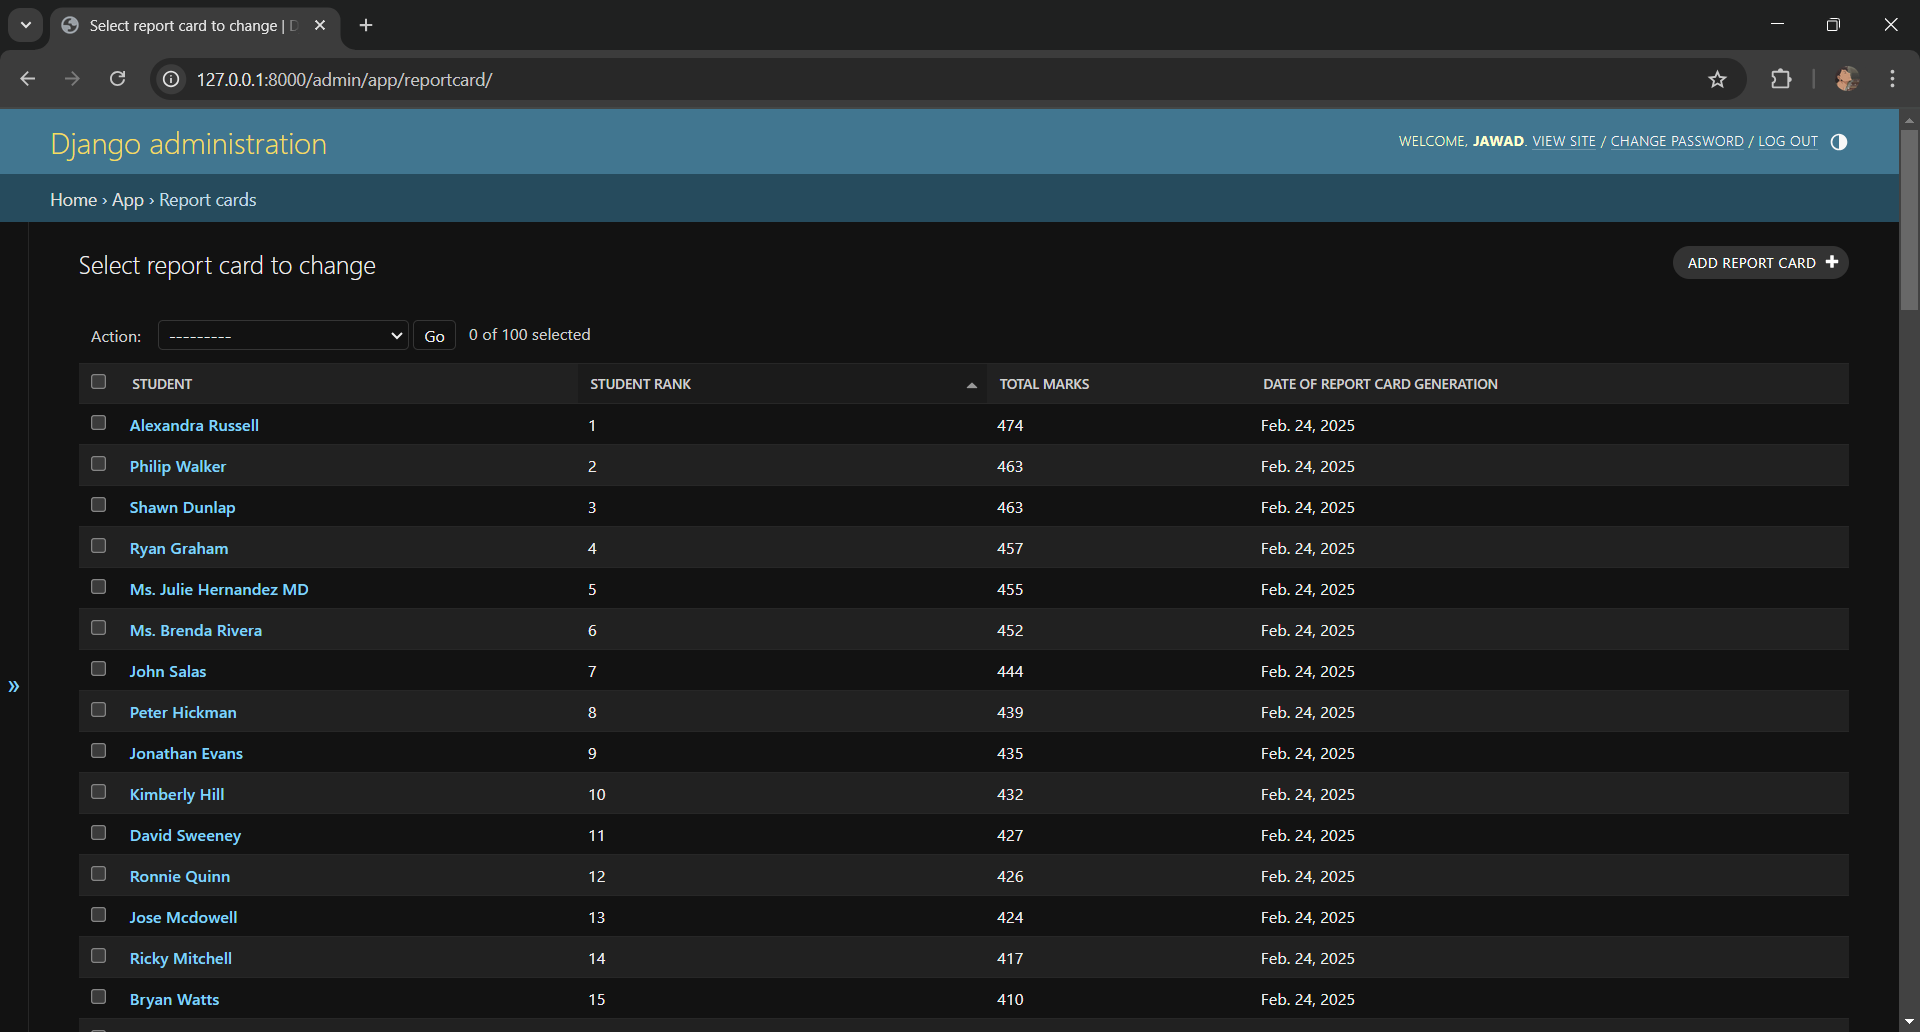 Select report card to change | D
127.0.0.1:8000/admin/app/reportcard/
Django administration
WELCOME, JAWAD. VIEW SITE / CHANGE PASSWORD / LOG OUT
Home › App › Report cards
Select report card to change
ADD REPORT CARD +
Action: --------- Go 0 of 100 selected
STUDENT STUDENT RANK TOTAL MARKS DATE OF REPORT CARD GENERATION
Alexandra Russell 1 474 Feb. 24, 2025
Philip Walker 2 463 Feb. 24, 2025
Shawn Dunlap 3 463 Feb. 24, 2025
Ryan Graham 4 457 Feb. 24, 2025
Ms. Julie Hernandez MD 5 455 Feb. 24, 2025
Ms. Brenda Rivera 6 452 Feb. 24, 2025
John Salas 7 444 Feb. 24, 2025
»
Peter Hickman 8 439 Feb. 24, 2025
Jonathan Evans 9 435 Feb. 24, 2025
Kimberly Hill 10 432 Feb. 24, 2025
David Sweeney 11 427 Feb. 24, 2025
Ronnie Quinn 12 426 Feb. 24, 2025
Jose Mcdowell 13 424 Feb. 24, 2025
Ricky Mitchell 14 417 Feb. 24, 2025
Bryan Watts 15 410 Feb. 24, 2025